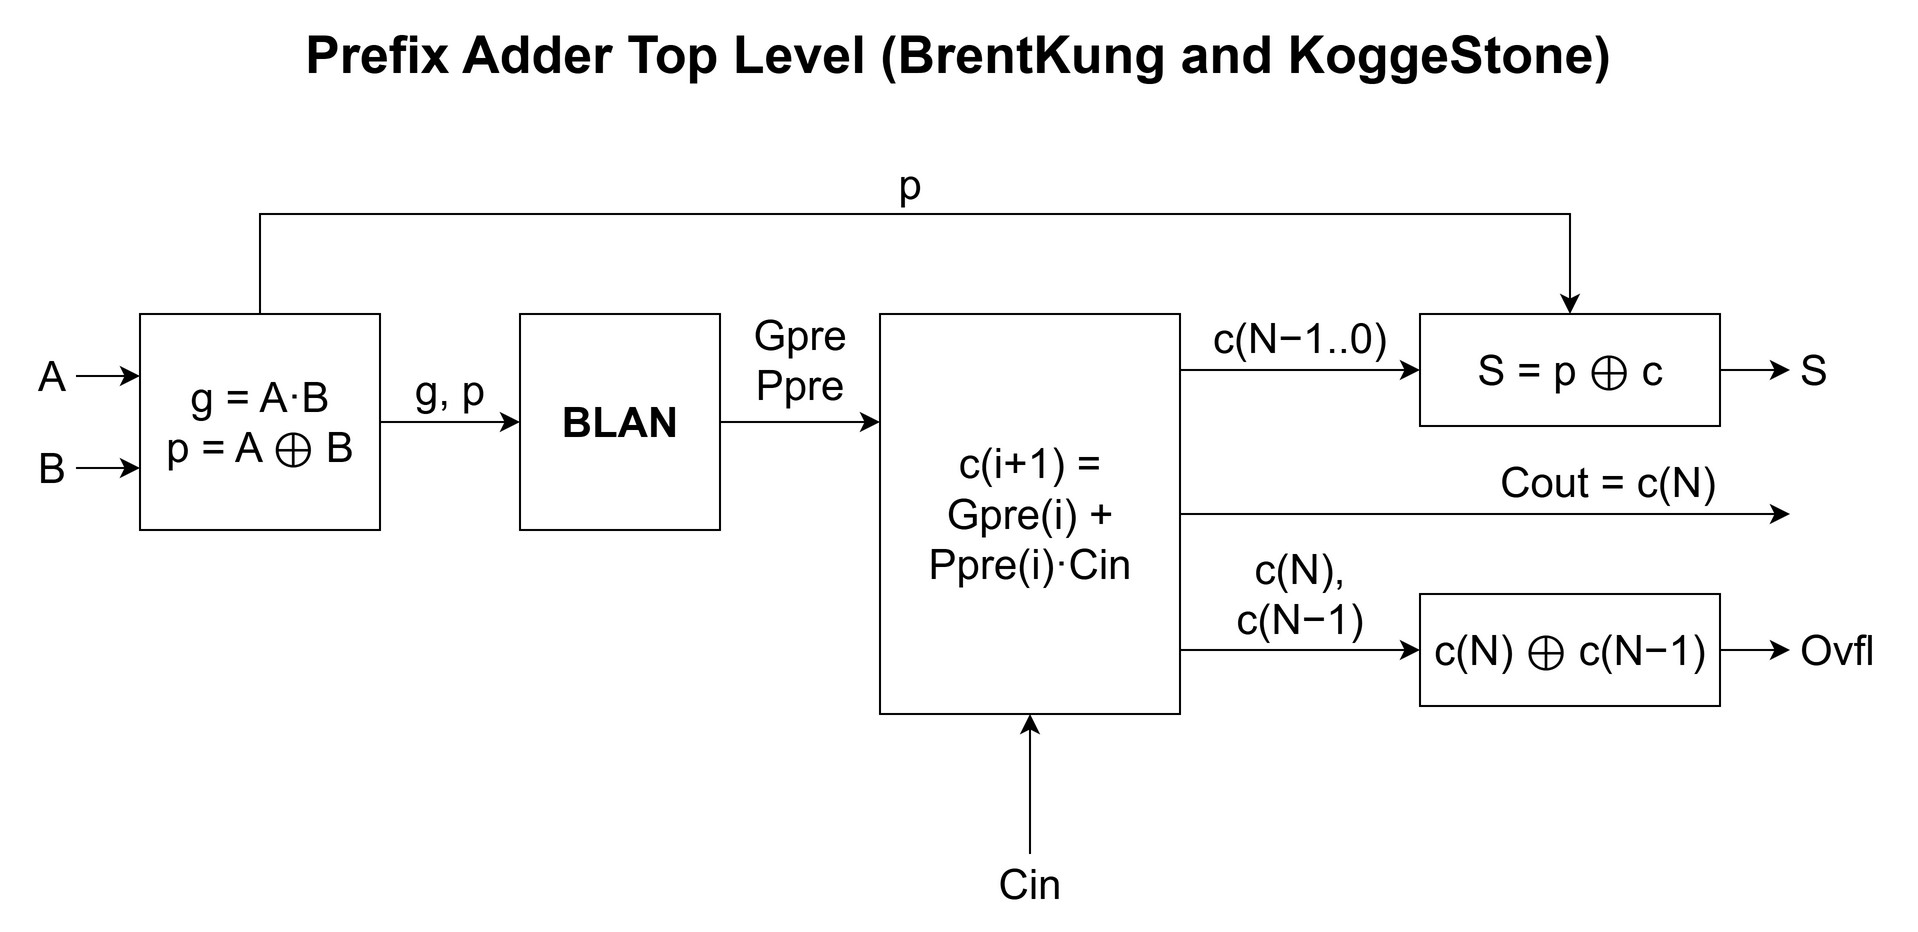 Prefix Adder Top Level (BrentKung and KoggeStone)
p
A
B
g = A·B
p = A ⊕ B
g, p
BLAN
Gpre
Ppre
c(i+1) =
Gpre(i) +
Ppre(i)·Cin
c(N−1..0)
S = p ⊕ c
S
Cout = c(N)
c(N),
c(N−1)
c(N) ⊕ c(N−1)
Ovfl
Cin